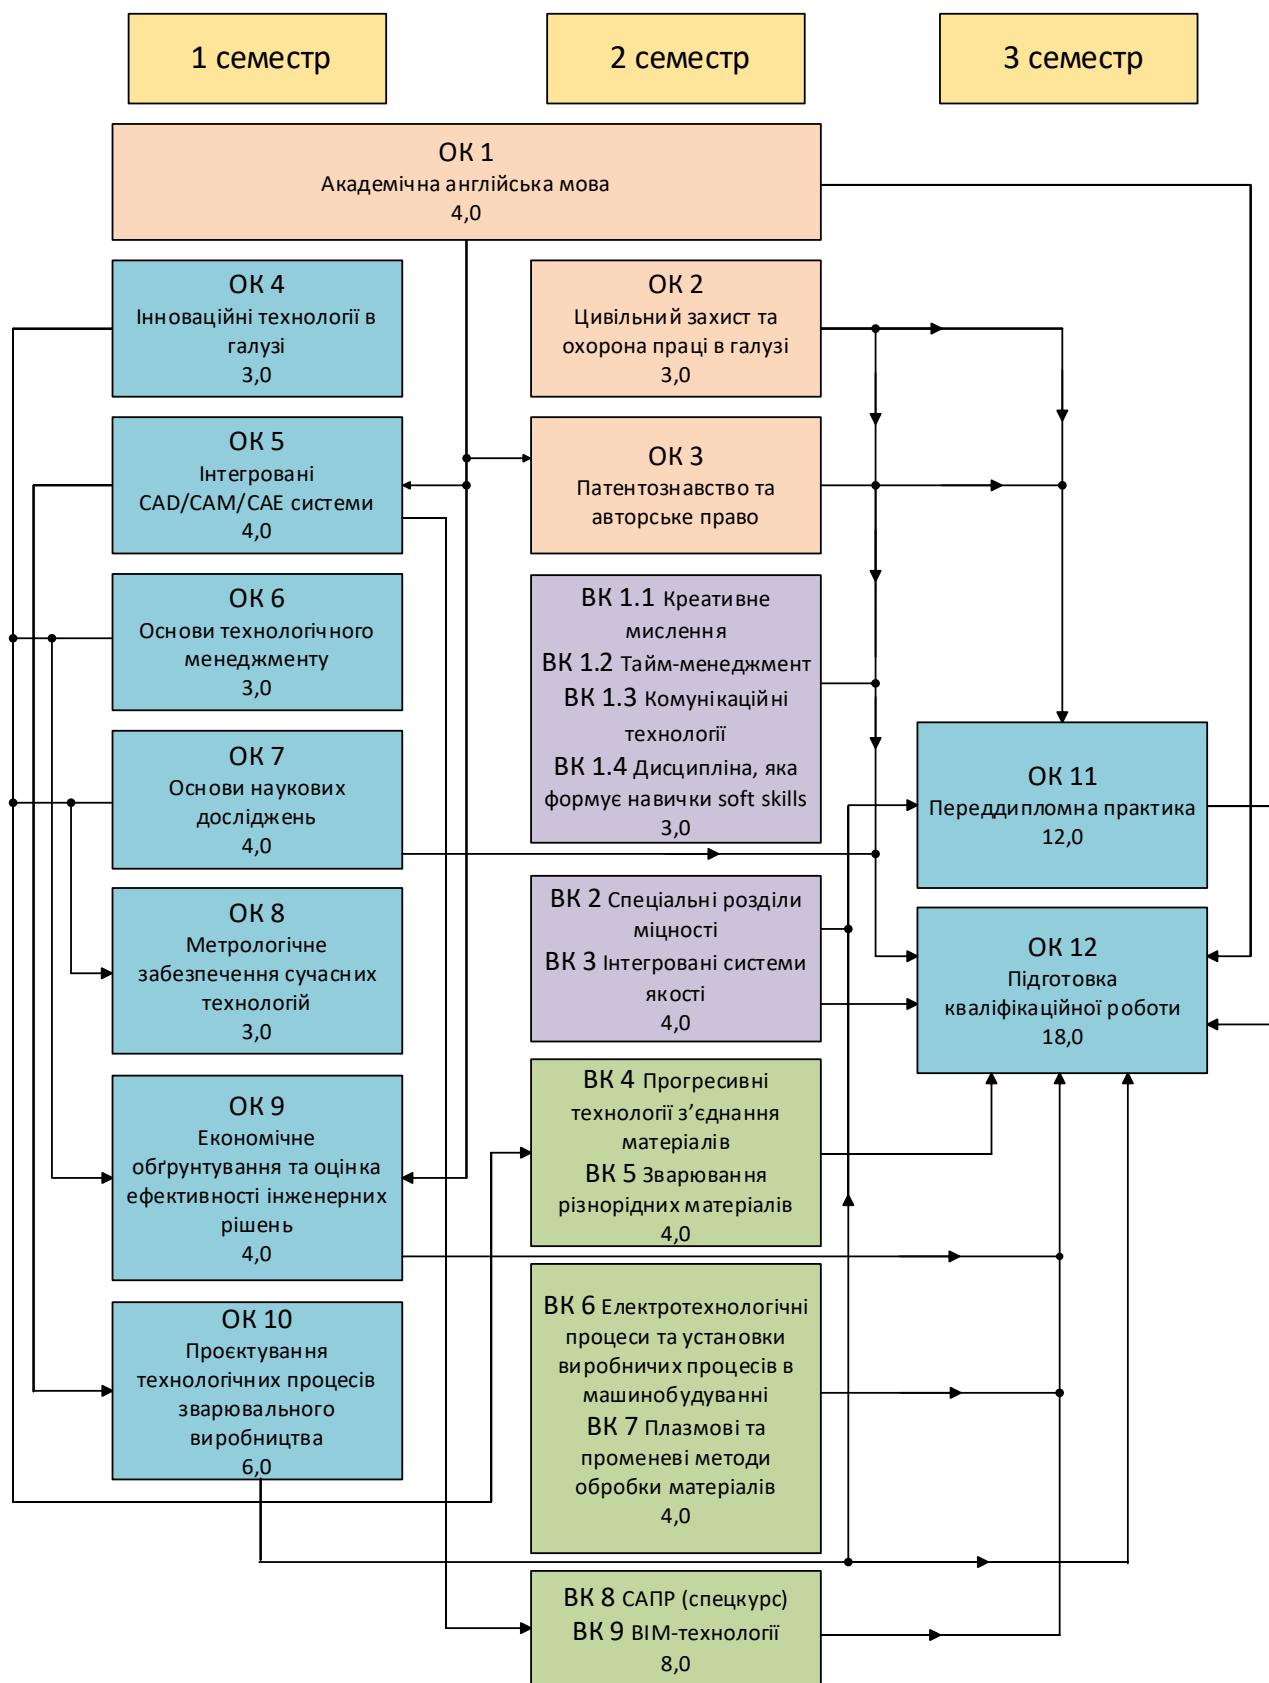 1 семестр
2 семестр
3 семестр
ОК 1
Академічна англійська мова
4,0
ОК 4
Інноваційні технології в
галузі
3,0
ОК 2
Цивільний захист та
охорона праці в галузі
3,0
ОК 5
Інтегровані
CAD/CAM/CAE системи
4,0
ОК 3
Патентознавство та
авторське право
ОК 6
Основи технологічного
менеджменту
3,0
ВК 1.1 Креативне
мислення
ВК 1.2 Тайм-менеджмент
ВК 1.3 Комунікаційні
технології
ВК 1.4 Дисципліна, яка
формує навички soft skills
3,0
ОК 7
Основи наукових
досліджень
4,0
ОК 11
Переддипломна практика
12,0
ОК 8
Метрологічне
забезпечення сучасних
технологій
3,0
ВК 2 Спеціальні розділи
міцності
ВК 3 Інтегровані системи
якості
4,0
ОК 12
Підготовка
кваліфікаційної роботи
18,0
ОК 9
Економічне
обґрунтування та оцінка
ефективності інженерних
рішень
4,0
ВК 4 Прогресивні
технології з’єднання
матеріалів
ВК 5 Зварювання
різнорідних матеріалів
4,0
ОК 10
Проєктування
технологічних процесів
зварювального
виробництва
6,0
ВК 6 Електротехнологічні
процеси та установки
виробничих процесів в
машинобудуванні
ВК 7 Плазмові та
променеві методи
обробки матеріалів
4,0
ВК 8 САПР (спецкурс)
ВК 9 BIM-технології
8,0